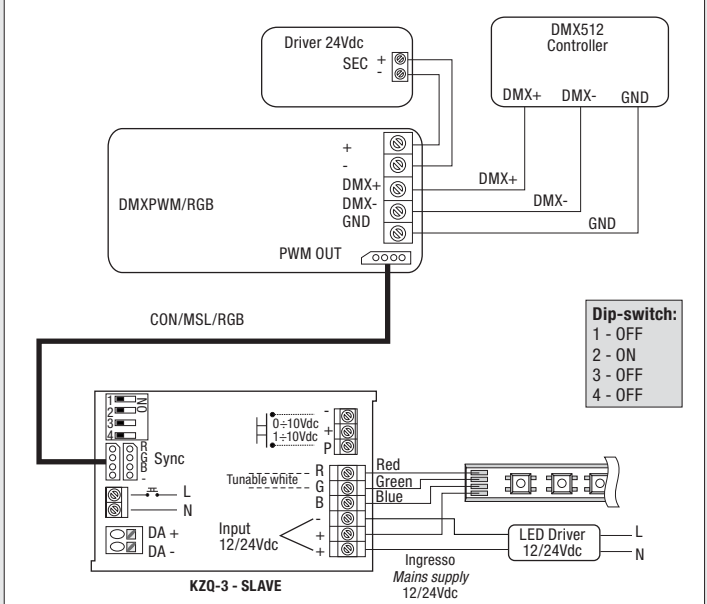 Driver 24Vdc
SEC + -
DMX512
Controller
DMX+ DMX- GND
DMXPWM/RGB
+
-
DMX+
DMX-
GND
DMX+
DMX-
GND
PWM OUT
CON/MSL/RGB
Dip-switch:
1 - OFF
2 - ON
3 - OFF
4 - OFF
1
2
3
4
ON
R
G
B
-
Sync
L
N
DA +
DA -
0÷10Vdc
1÷10Vdc
-
+
P
Tunable white
R
G
B
-
+
+
Red
Green
Blue
Input
12/24Vdc
LED Driver
12/24Vdc
L
N
Ingresso
Mains supply
12/24Vdc
KZQ-3 - SLAVE